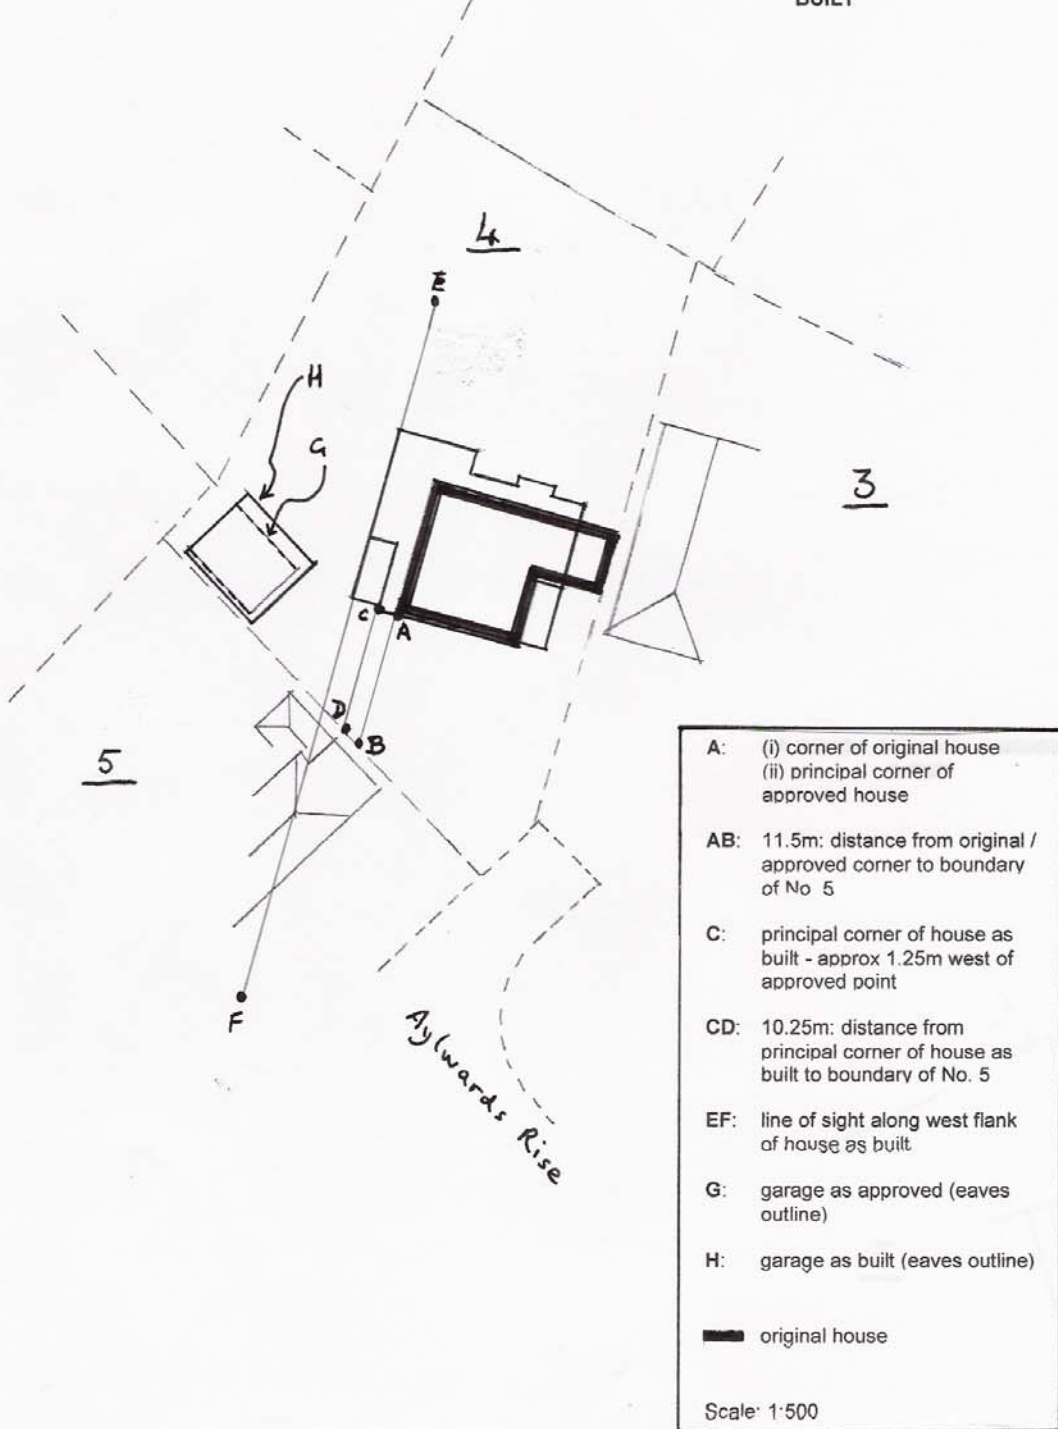 BUILT
4
E
H
G
3
C
A
D
B
5
F
Aylwards Rise
A: (i) corner of original house
(ii) principal corner of
approved house
AB: 11.5m: distance from original /
approved corner to boundary
of No 5
C: principal corner of house as
built - approx 1.25m west of
approved point
CD: 10.25m: distance from
principal corner of house as
built to boundary of No. 5
EF: line of sight along west flank
of house as built
G: garage as approved (eaves
outline)
H: garage as built (eaves outline)
original house
Scale: 1:500